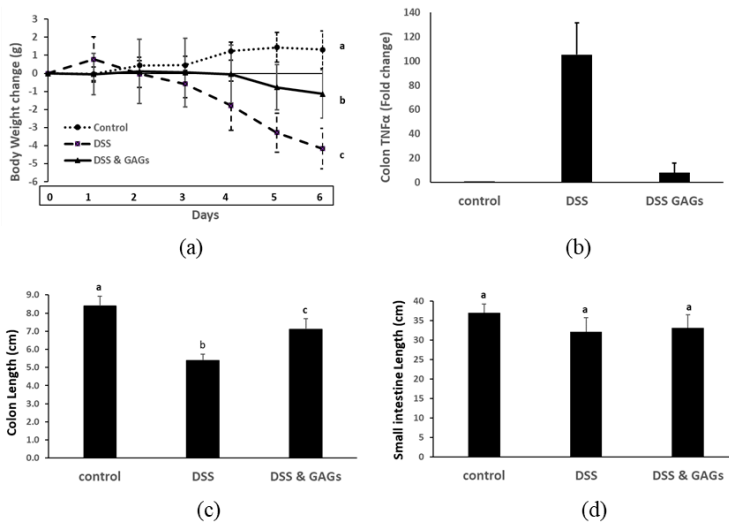 3
2
a
1
0
-1
b
-2
Control
-3
DSS
-4
c
DSS & GAGs
-5
-6
Body Weight change (g)
0 1 2 3 4 5 6
Days
(a)
140
120
100
80
60
40
20
0
Colon TNFα (Fold change)
control DSS DSS GAGs
(b)
9.0
8.0
7.0
6.0
5.0
4.0
3.0
2.0
1.0
0.0
Colon Length (cm)
a
b
c
control DSS DSS & GAGs
(c)
40
35
30
25
20
15
10
5
0
Small intestine Length (cm)
a
a
a
control DSS DSS & GAGs
(d)